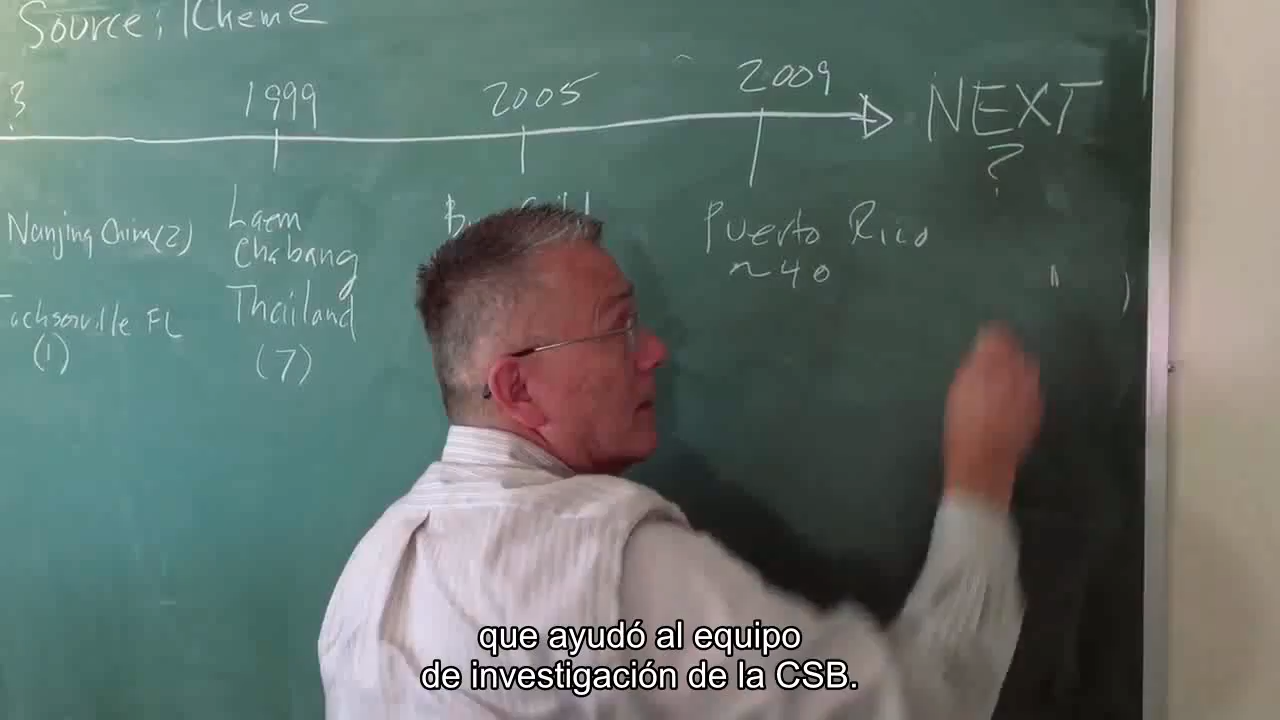 Source: IChemE
3 1999 2005 2009 NEXT
?
Nanjing China (2)
Jacksonville FL
(1)
Laem
Chabang
Thailand
(7)
Puerto Rico
~40
que ayudó al equipo
de investigación de la CSB.